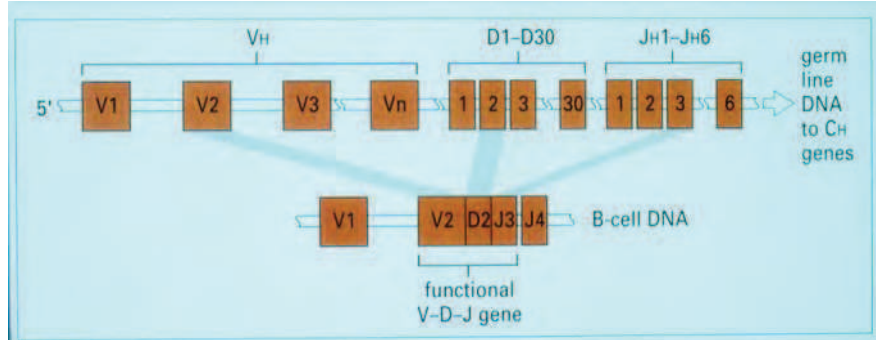 VH
D1–D30
JH1–JH6
5'
V1
V2
V3
Vn
1
2
3
30
1
2
3
6
germ
line
DNA
to CH
genes
V1
V2
D2
J3
J4
B-cell DNA
functional
V–D–J gene